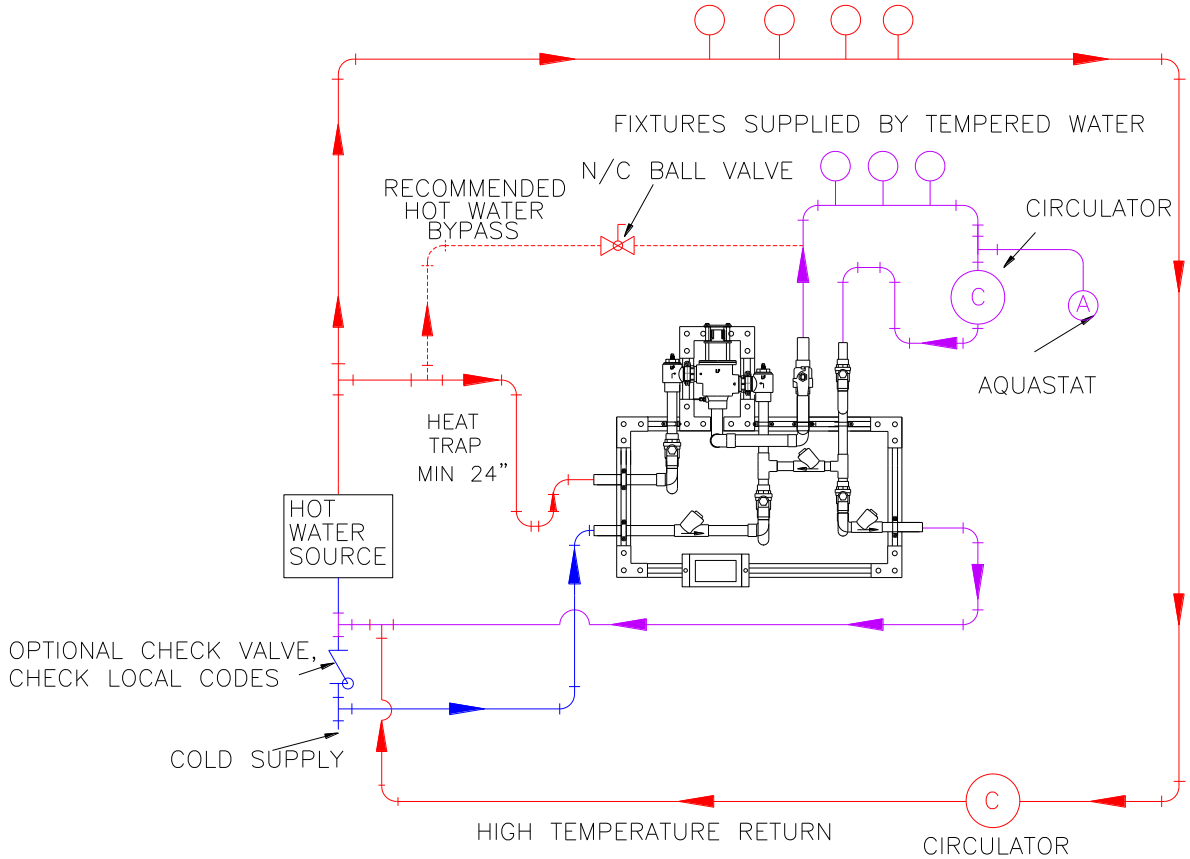 FIXTURES SUPPLIED BY TEMPERED WATER
N/C BALL VALVE
RECOMMENDED
HOT WATER
BYPASS
CIRCULATOR
C
A
AQUASTAT
HEAT
TRAP
MIN 24"
HOT
WATER
SOURCE
OPTIONAL CHECK VALVE,
CHECK LOCAL CODES
COLD SUPPLY
C
HIGH TEMPERATURE RETURN
CIRCULATOR